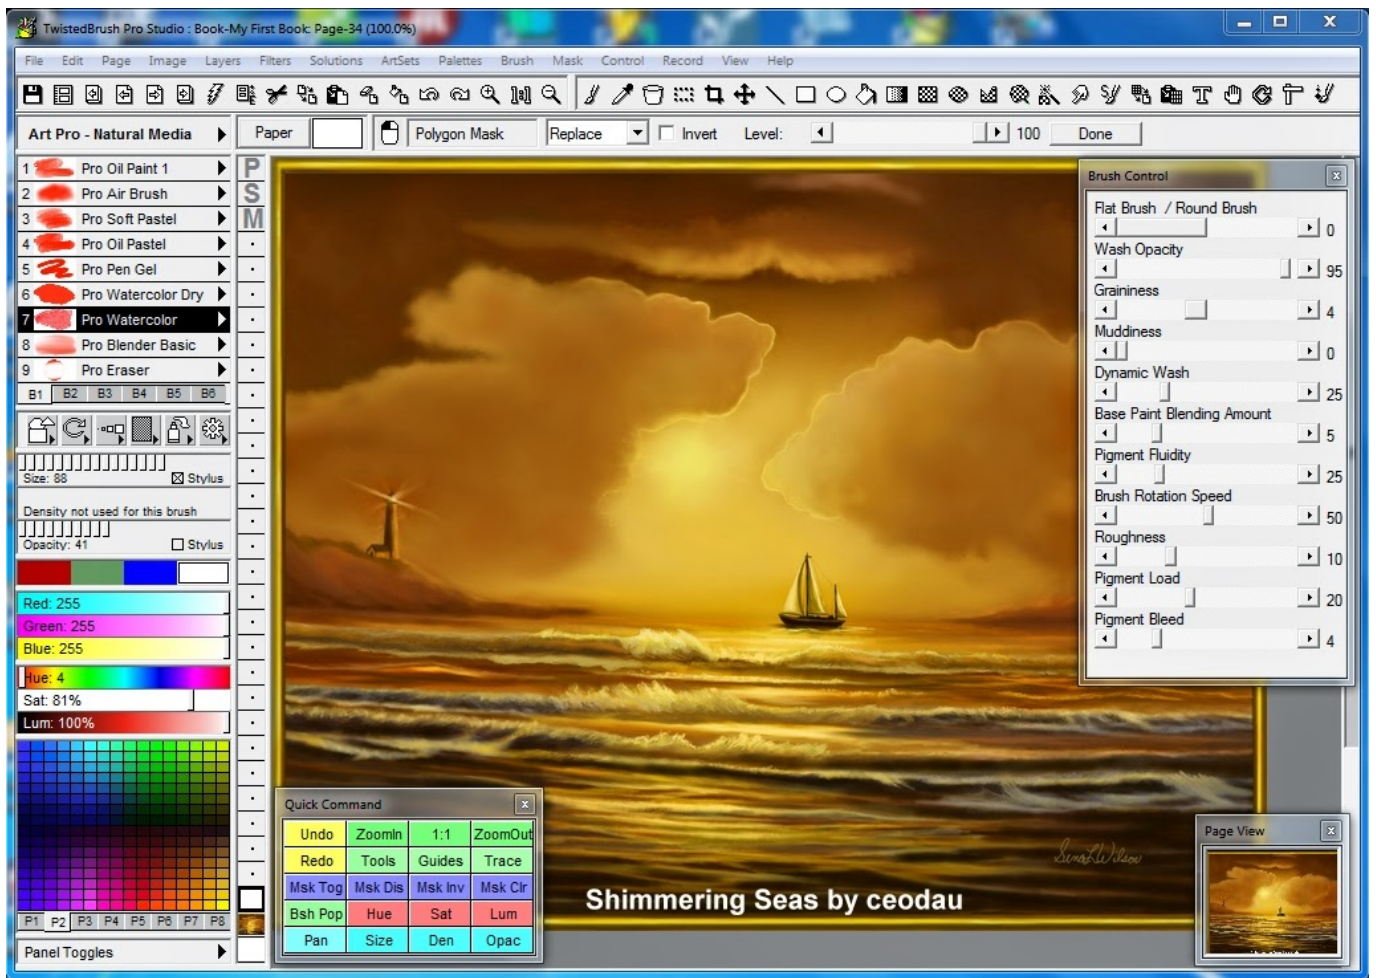 TwistedBrush Pro Studio : Book-My First Book: Page-34 (100.0%)
File Edit Page Image Layers Filters Solutions ArtSets Palettes Brush Mask Control Record View Help
Art Pro - Natural Media
Paper
Polygon Mask
Replace
Invert
Level:
100
Done
1 Pro Oil Paint 1
2 Pro Air Brush
3 Pro Soft Pastel
4 Pro Oil Pastel
5 Pro Pen Gel
6 Pro Watercolor Dry
7 Pro Watercolor
8 Pro Blender Basic
9 Pro Eraser
B1 B2 B3 B4 B5 B6
P
S
M
Size: 88
Stylus
Density not used for this brush
Opacity: 41
Stylus
Red: 255
Green: 255
Blue: 255
Hue: 4
Sat: 81%
Lum: 100%
P1 P2 P3 P4 P5 P6 P7 P8
Panel Toggles
Brush Control
Flat Brush / Round Brush
0
Wash Opacity
95
Graininess
4
Muddiness
0
Dynamic Wash
25
Base Paint Blending Amount
5
Pigment Fluidity
25
Brush Rotation Speed
50
Roughness
10
Pigment Load
20
Pigment Bleed
4
Quick Command
Undo ZoomIn 1:1 ZoomOut
Redo Tools Guides Trace
Msk Tog Msk Dis Msk Inv Msk Clr
Bsh Pop Hue Sat Lum
Pan Size Den Opac
Shimmering Seas by ceodau
Page View